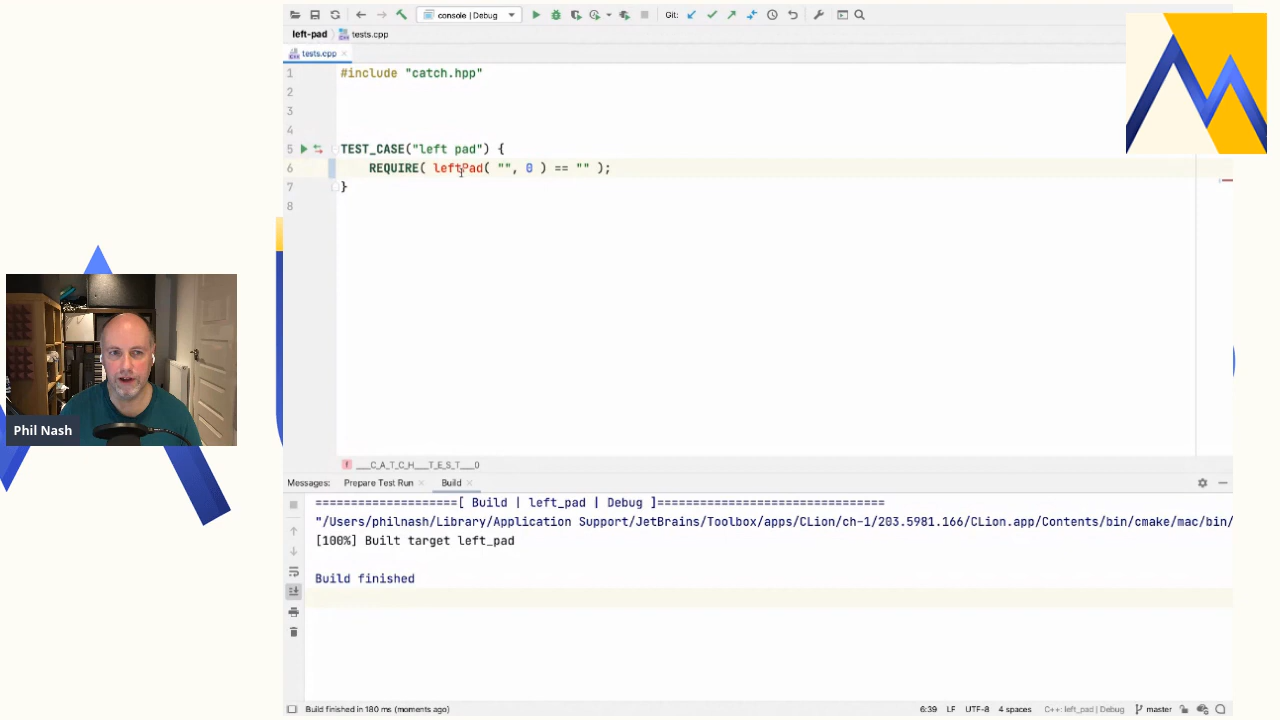 console | Debug
Git:
left-pad
tests.cpp
tests.cpp
1 #include "catch.hpp"
2
3
4
5 TEST_CASE("left pad") {
6 REQUIRE( leftPad( "", 0 ) == "" );
7 }
8
Phil Nash
f ___C_A_T_C_H___T_E_S_T___0
Messages: Prepare Test Run Build
====================[ Build | left_pad | Debug ]==============================
"/Users/philnash/Library/Application Support/JetBrains/Toolbox/apps/CLion/ch-1/203.5981.166/CLion.app/Contents/bin/cmake/mac/bin/
[100%] Built target left_pad
Build finished
Build finished in 180 ms (moments ago)
6:39 LF UTF-8 4 spaces C++: left_pad | Debug master